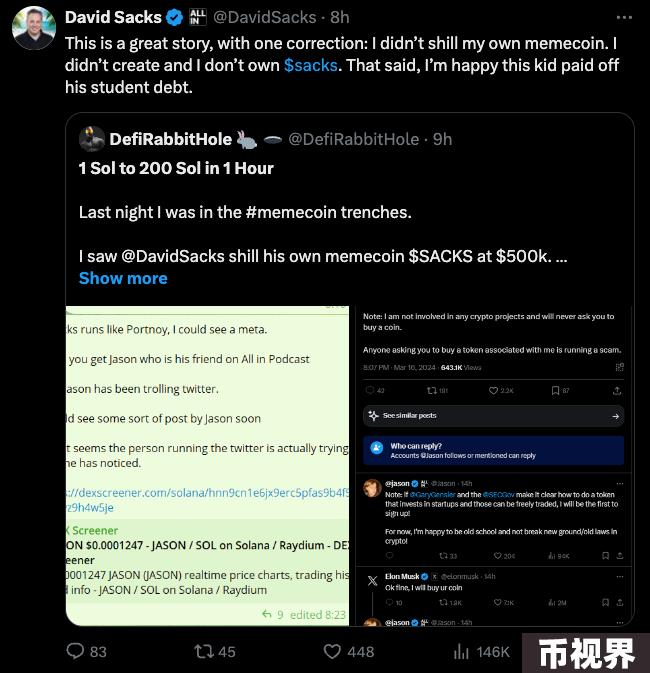 David Sacks ALL IN @DavidSacks · 8h
This is a great story, with one correction: I didn’t shill my own memecoin. I
didn’t create and I don’t own $sacks. That said, I’m happy this kid paid off
his student debt.
DefiRabbitHole @DefiRabbitHole · 9h
1 Sol to 200 Sol in 1 Hour
Last night I was in the #memecoin trenches.
I saw @DavidSacks shill his own memecoin $SACKS at $500k. ...
Show more
cks runs like Portnoy, I could see a meta.
you get Jason who is his friend on All in Podcast
ason has been trolling twitter.
ld see some sort of post by Jason soon
t seems the person running the twitter is actually trying
he has noticed.
s://dexscreener.com/solana/hnn9cn1e6jx9erc5pfas9b4f5
vz9h4w5je
X Screener
ON $0.0001247 - JASON / SOL on Solana / Raydium - DE
eener
0001247 JASON (JASON) realtime price charts, trading his
d info - JASON / SOL on Solana / Raydium
9 edited 8:23
Note: I am not involved in any crypto projects and will never ask you to
buy a coin.
Anyone asking you to buy a token associated with me is running a scam.
8:07 PM · Mar 16, 2024 · 643.1K Views
42 191 2.2K 87
See similar posts
Who can reply?
Accounts @Jason follows or mentioned can reply
@jason @Jason · 14h
Note: If @GaryGensler and the @SECGov make it clear how to do a token
that invests in startups and those can be freely traded, I will be the first to
sign up!
For now, I’m happy to be old school and not break new ground/old laws in
crypto!
33 204 94K
Elon Musk @elonmusk · 14h
Ok fine, I will buy ur coin
10 1.8K 7.1K 2M
@jason @Jason · 14h
83 45 448 146K
币视界